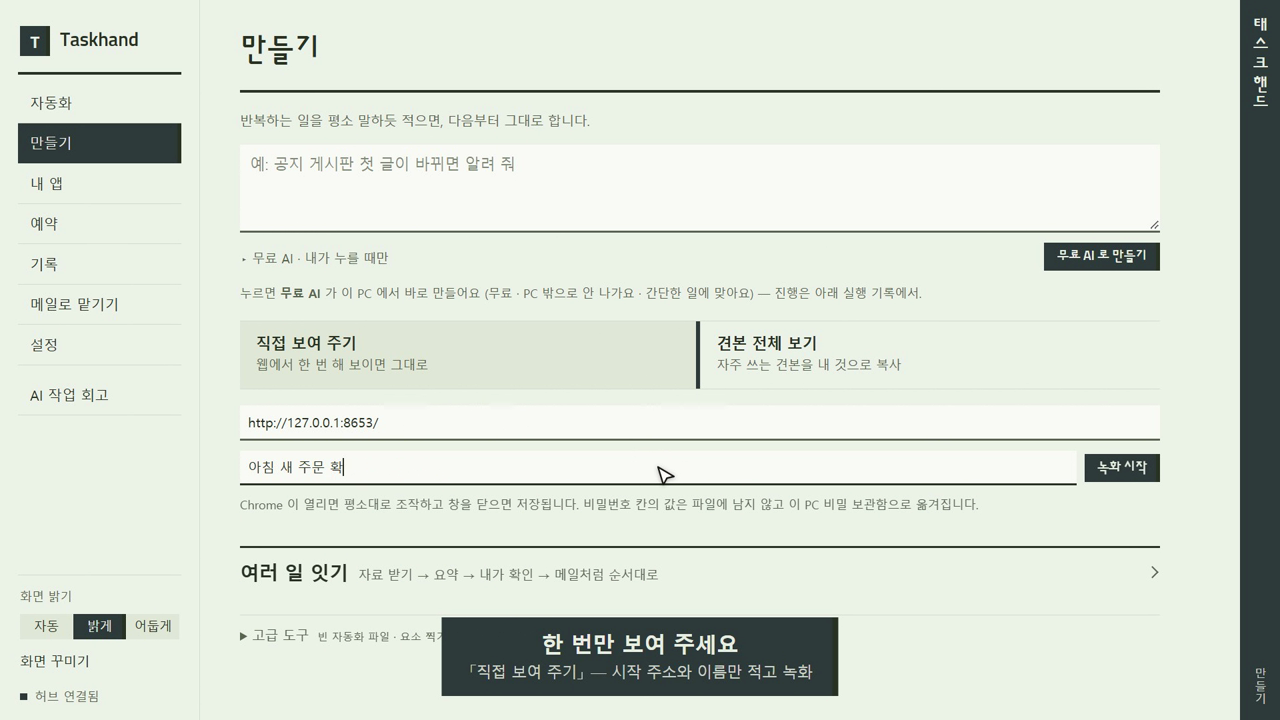 T Taskhand
자동화
만들기
내 앱
예약
기록
메일로 맡기기
설정
AI 작업 회고
화면 밝기
자동 밝게 어둡게
화면 꾸미기
허브 연결됨
만들기
반복하는 일을 평소 말하듯 적으면, 다음부터 그대로 합니다.
예: 공지 게시판 첫 글이 바뀌면 알려 줘
무료 AI · 내가 누를 때만
무료 AI 로 만들기
누르면 무료 AI 가 이 PC 에서 바로 만들어요 (무료 · PC 밖으로 안 나가요 · 간단한 일에 맞아요) — 진행은 아래 실행 기록에서.
직접 보여 주기
웹에서 한 번 해 보이면 그대로
견본 전체 보기
자주 쓰는 견본을 내 것으로 복사
http://127.0.0.1:8653/
아침 새 주문 확
녹화 시작
Chrome 이 열리면 평소대로 조작하고 창을 닫으면 저장됩니다. 비밀번호 칸의 값은 파일에 남지 않고 이 PC 비밀 보관함으로 옮겨집니다.
여러 일 잇기 자료 받기 → 요약 → 내가 확인 → 메일처럼 순서대로
고급 도구 빈 자동화 파일 · 요소 찍기
한 번만 보여 주세요
「직접 보여 주기」 — 시작 주소와 이름만 적고 녹화
태스크핸드
만들기